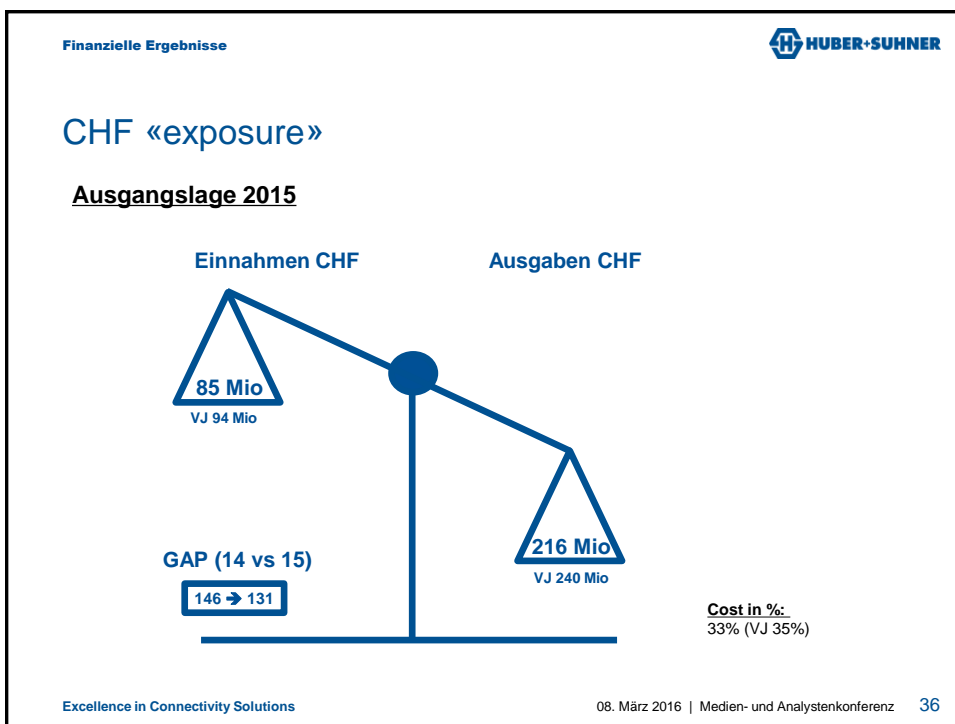 Finanzielle Ergebnisse
HUBER+SUHNER
CHF «exposure»
Ausgangslage 2015
Einnahmen CHF
Ausgaben CHF
85 Mio
VJ 94 Mio
216 Mio
VJ 240 Mio
GAP (14 vs 15)
146 ➔ 131
Cost in %:
33% (VJ 35%)
Excellence in Connectivity Solutions
08. März 2016 | Medien- und Analystenkonferenz 36